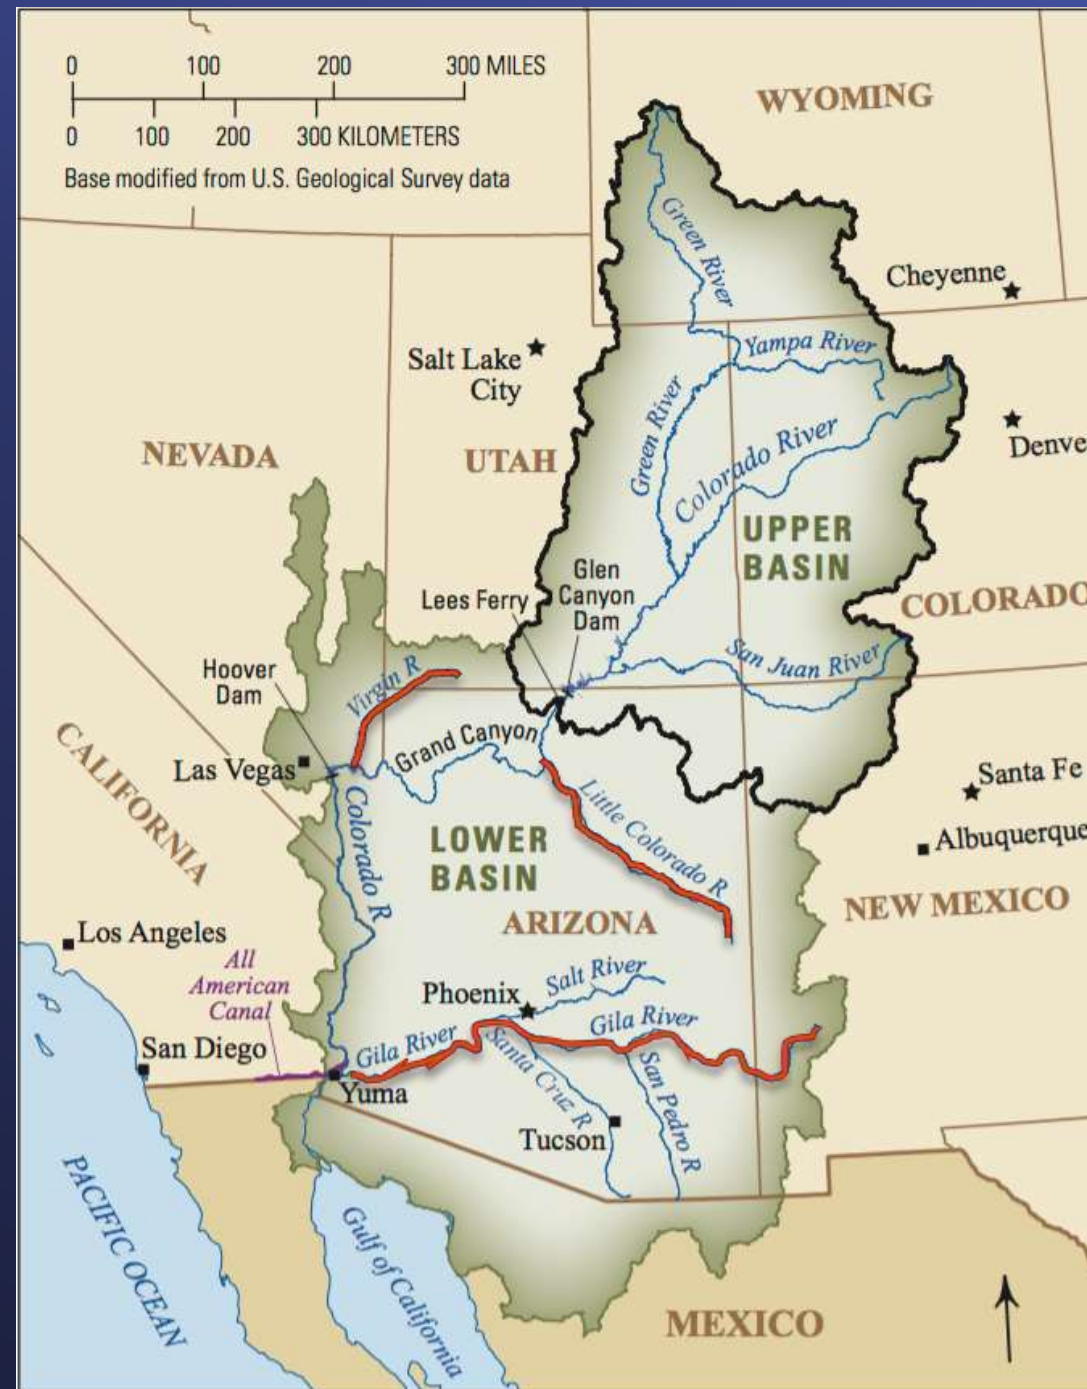 0 100 200 300 MILES
0 100 200 300 KILOMETERS
Base modified from U.S. Geological Survey data
WYOMING
Green River
Cheyenne
Yampa River
Salt Lake
City
Green River
Colorado River
Denve
NEVADA
UTAH
UPPER
BASIN
Glen
Canyon
Dam
Lees Ferry
COLORADO
San Juan River
Hoover
Dam
Virgin R
Grand Canyon
CALIFORNIA
Las Vegas
Colorado R
Little Colorado R
Santa Fe
Albuquerque
LOWER
BASIN
ARIZONA
NEW MEXICO
Los Angeles
All
American
Canal
Phoenix
Salt River
San Diego
Gila River
Gila River
Santa Cruz R
San Pedro R
Yuma
Tucson
PACIFIC OCEAN
Gulf of California
MEXICO